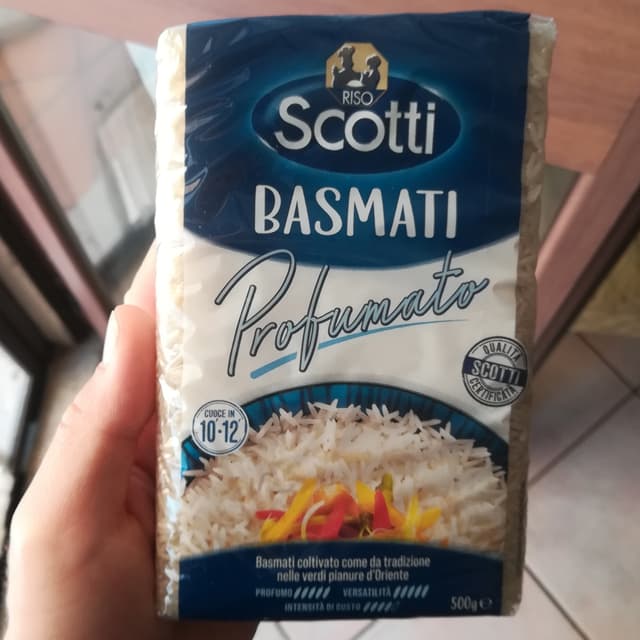 RISO
Scotti
BASMATI
Profumato
QUALITÀ
SCOTTI
CERTIFICATA
CUOCE IN
10'-12'
Basmati coltivato come da tradizione
nelle verdi pianure d'Oriente
PROFUMO VERSATILITÀ
INTENSITÀ DI GUSTO
500g e